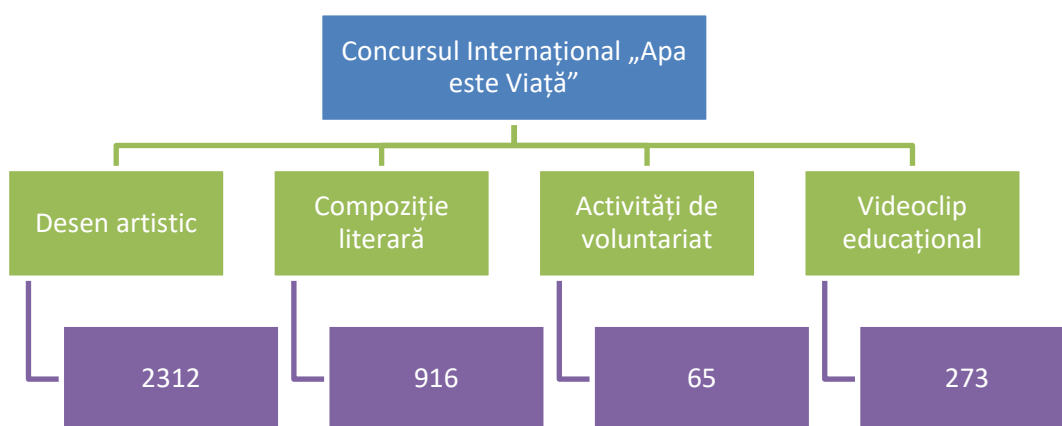 Concursul Internațional „Apa
este Viață”
Desen artistic
Compoziție
literară
Activități de
voluntariat
Videoclip
educațional
2312
916
65
273